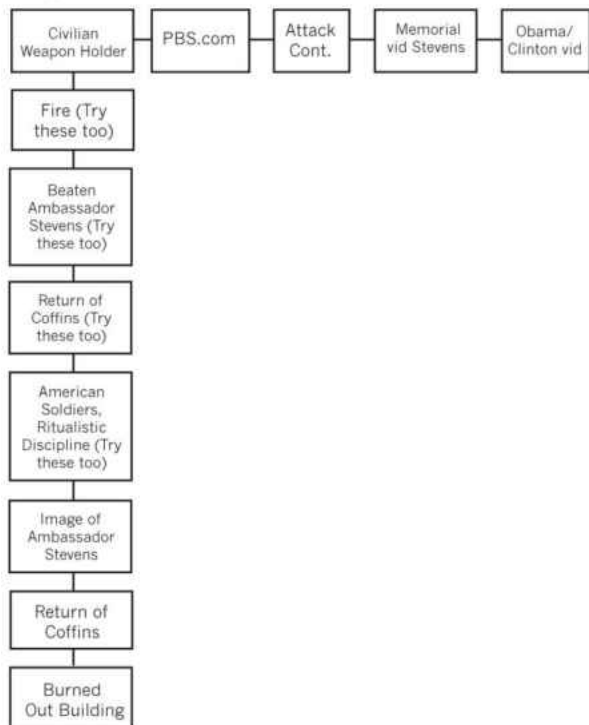 Civilian
Weapon Holder
PBS.com
Attack
Cont.
Memorial
vid Stevens
Obama/
Clinton vid
Fire (Try
these too)
Beaten
Ambassador
Stevens (Try
these too)
Return of
Coffins (Try
these too)
American
Soldiers,
Ritualistic
Discipline (Try
these too)
Image of
Ambassador
Stevens
Return of
Coffins
Burned
Out Building